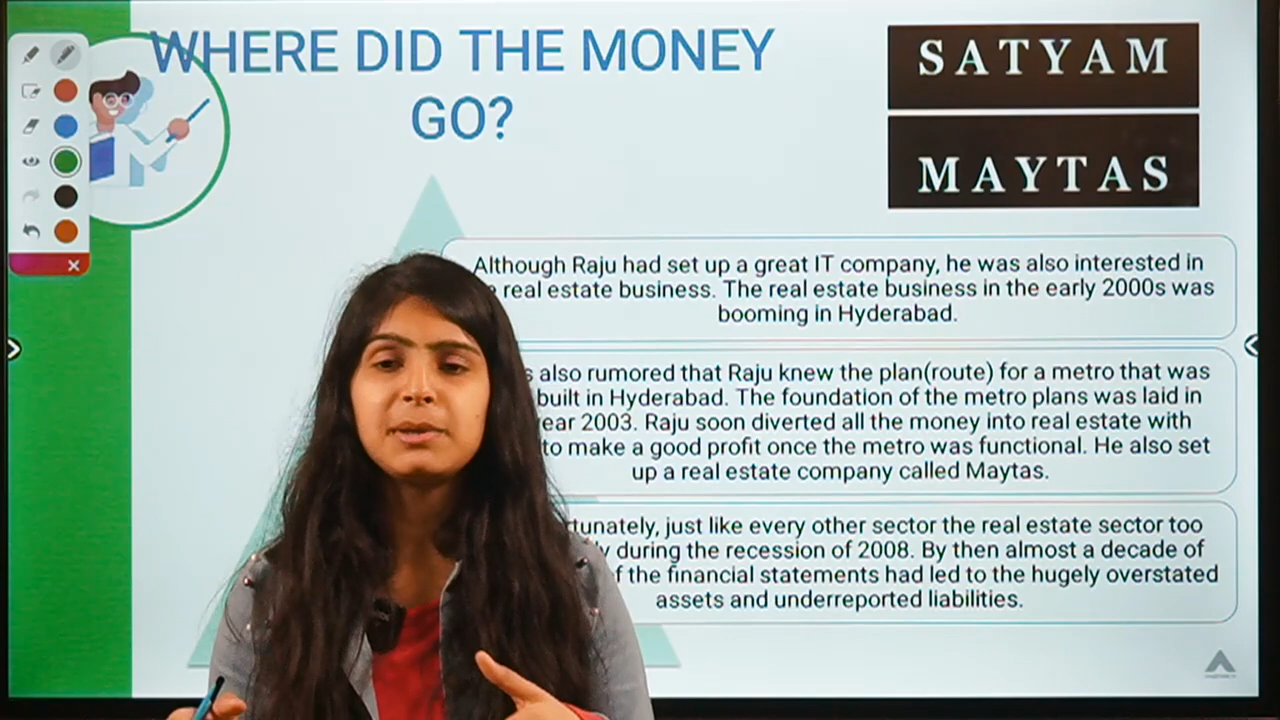 WHERE DID THE MONEY
GO?
SATYAM
MAYTAS
Although Raju had set up a great IT company, he was also interested in
real estate business. The real estate business in the early 2000s was
booming in Hyderabad.
also rumored that Raju knew the plan(route) for a metro that was
built in Hyderabad. The foundation of the metro plans was laid in
2003. Raju soon diverted all the money into real estate with
to make a good profit once the metro was functional. He also set
up a real estate company called Maytas.
just like every other sector the real estate sector too
during the recession of 2008. By then almost a decade of
the financial statements had led to the hugely overstated
assets and underreported liabilities.